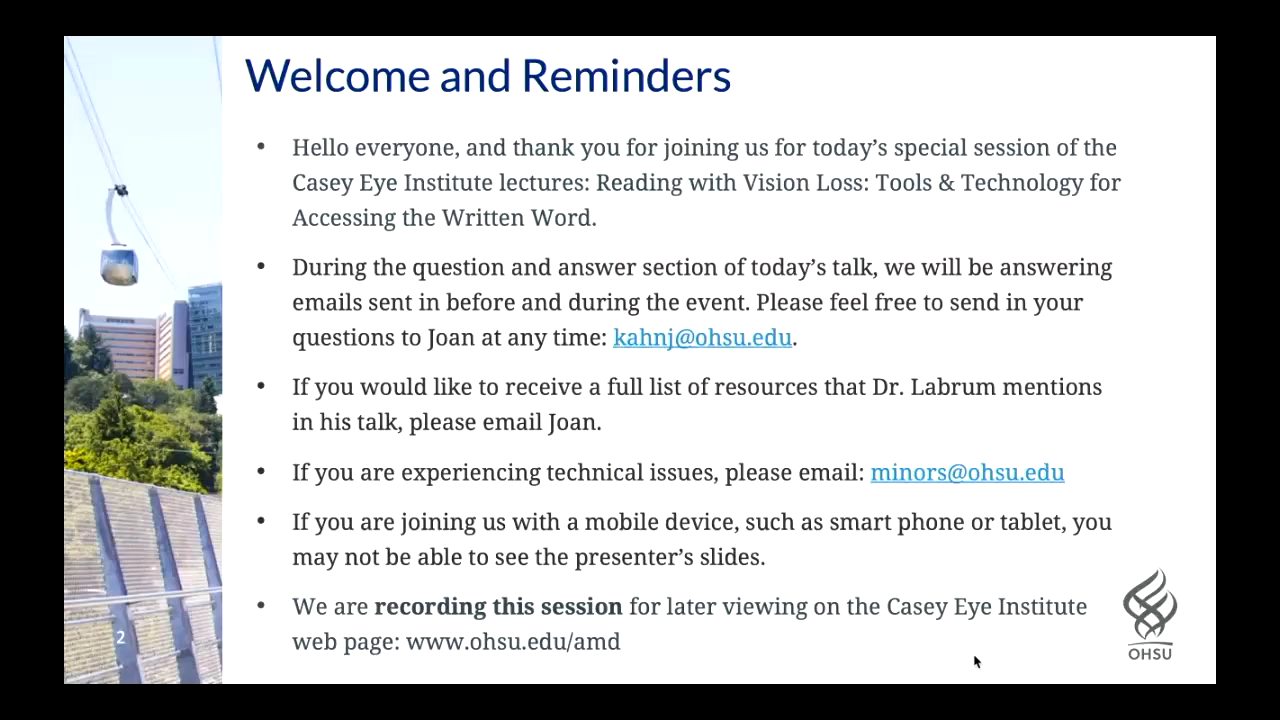 Welcome and Reminders
• Hello everyone, and thank you for joining us for today's special session of the
Casey Eye Institute lectures: Reading with Vision Loss: Tools & Technology for
Accessing the Written Word.
• During the question and answer section of today's talk, we will be answering
emails sent in before and during the event. Please feel free to send in your
questions to Joan at any time: kahnj@ohsu.edu.
• If you would like to receive a full list of resources that Dr. Labrum mentions
in his talk, please email Joan.
• If you are experiencing technical issues, please email: minors@ohsu.edu
• If you are joining us with a mobile device, such as smart phone or tablet, you
may not be able to see the presenter's slides.
• We are recording this session for later viewing on the Casey Eye Institute
web page: www.ohsu.edu/amd
2
OHSU